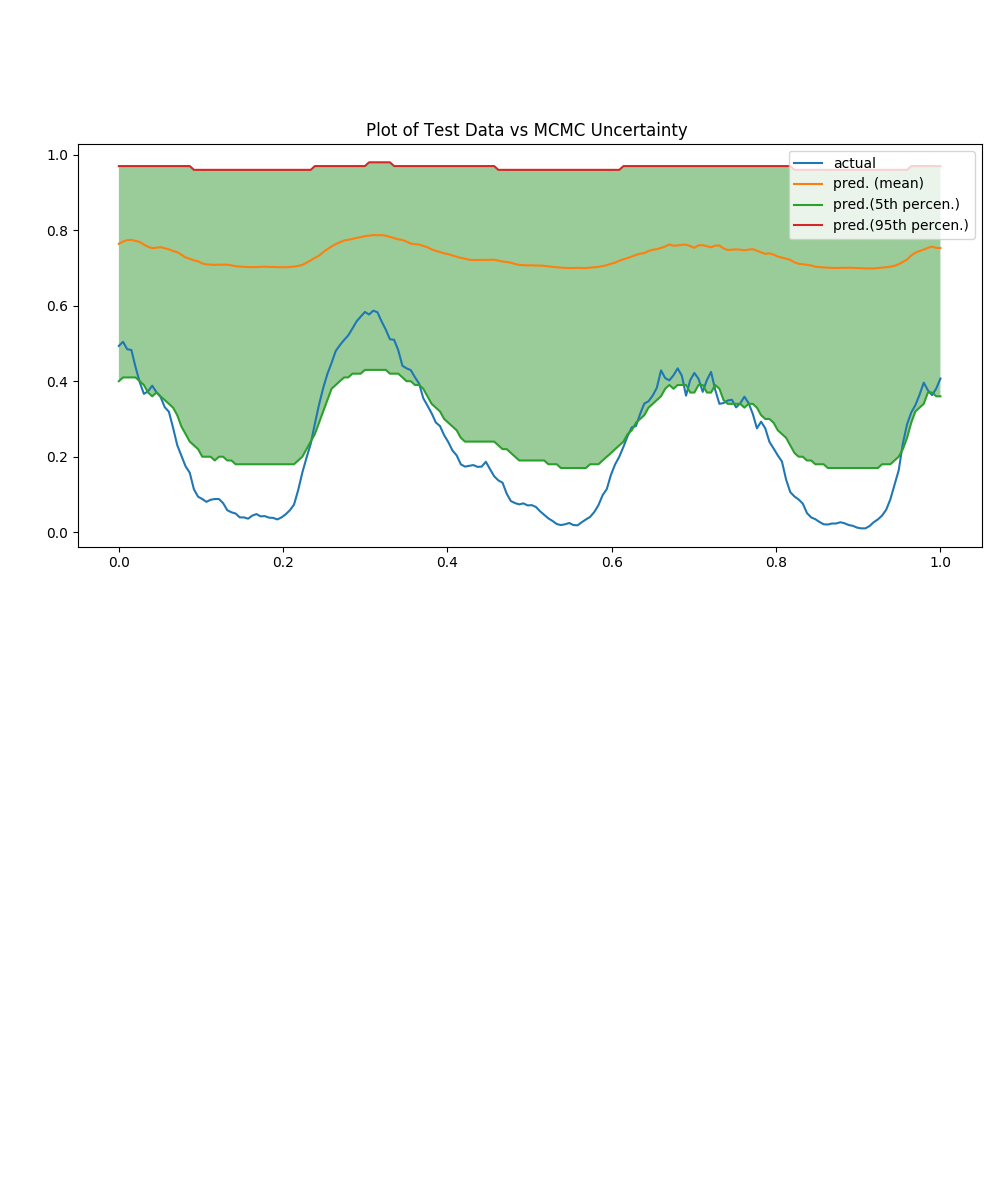 Plot of Test Data vs MCMC Uncertainty
1.0
0.8
0.6
0.4
0.2
0.0
actual
pred. (mean)
pred.(5th percen.)
pred.(95th percen.)
0.0 0.2 0.4 0.6 0.8 1.0